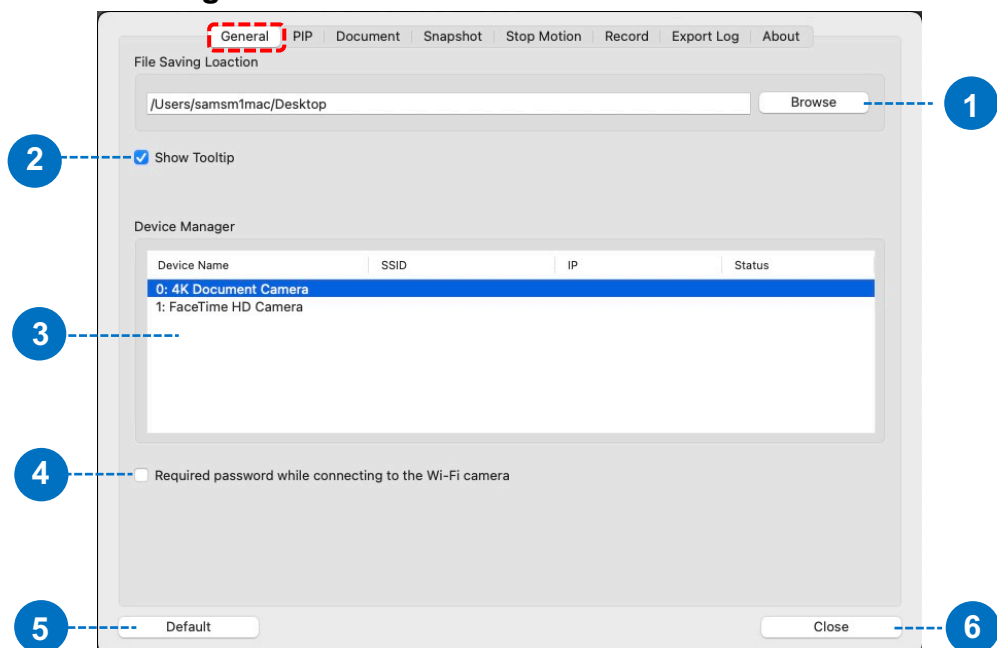 General PIP Document Snapshot Stop Motion Record Export Log About
File Saving Loaction
/Users/samsm1mac/Desktop Browse
1
2
Show Tooltip
Device Manager
Device Name SSID IP Status
0: 4K Document Camera
1: FaceTime HD Camera
3
4
Required password while connecting to the Wi-Fi camera
5
Default Close
6